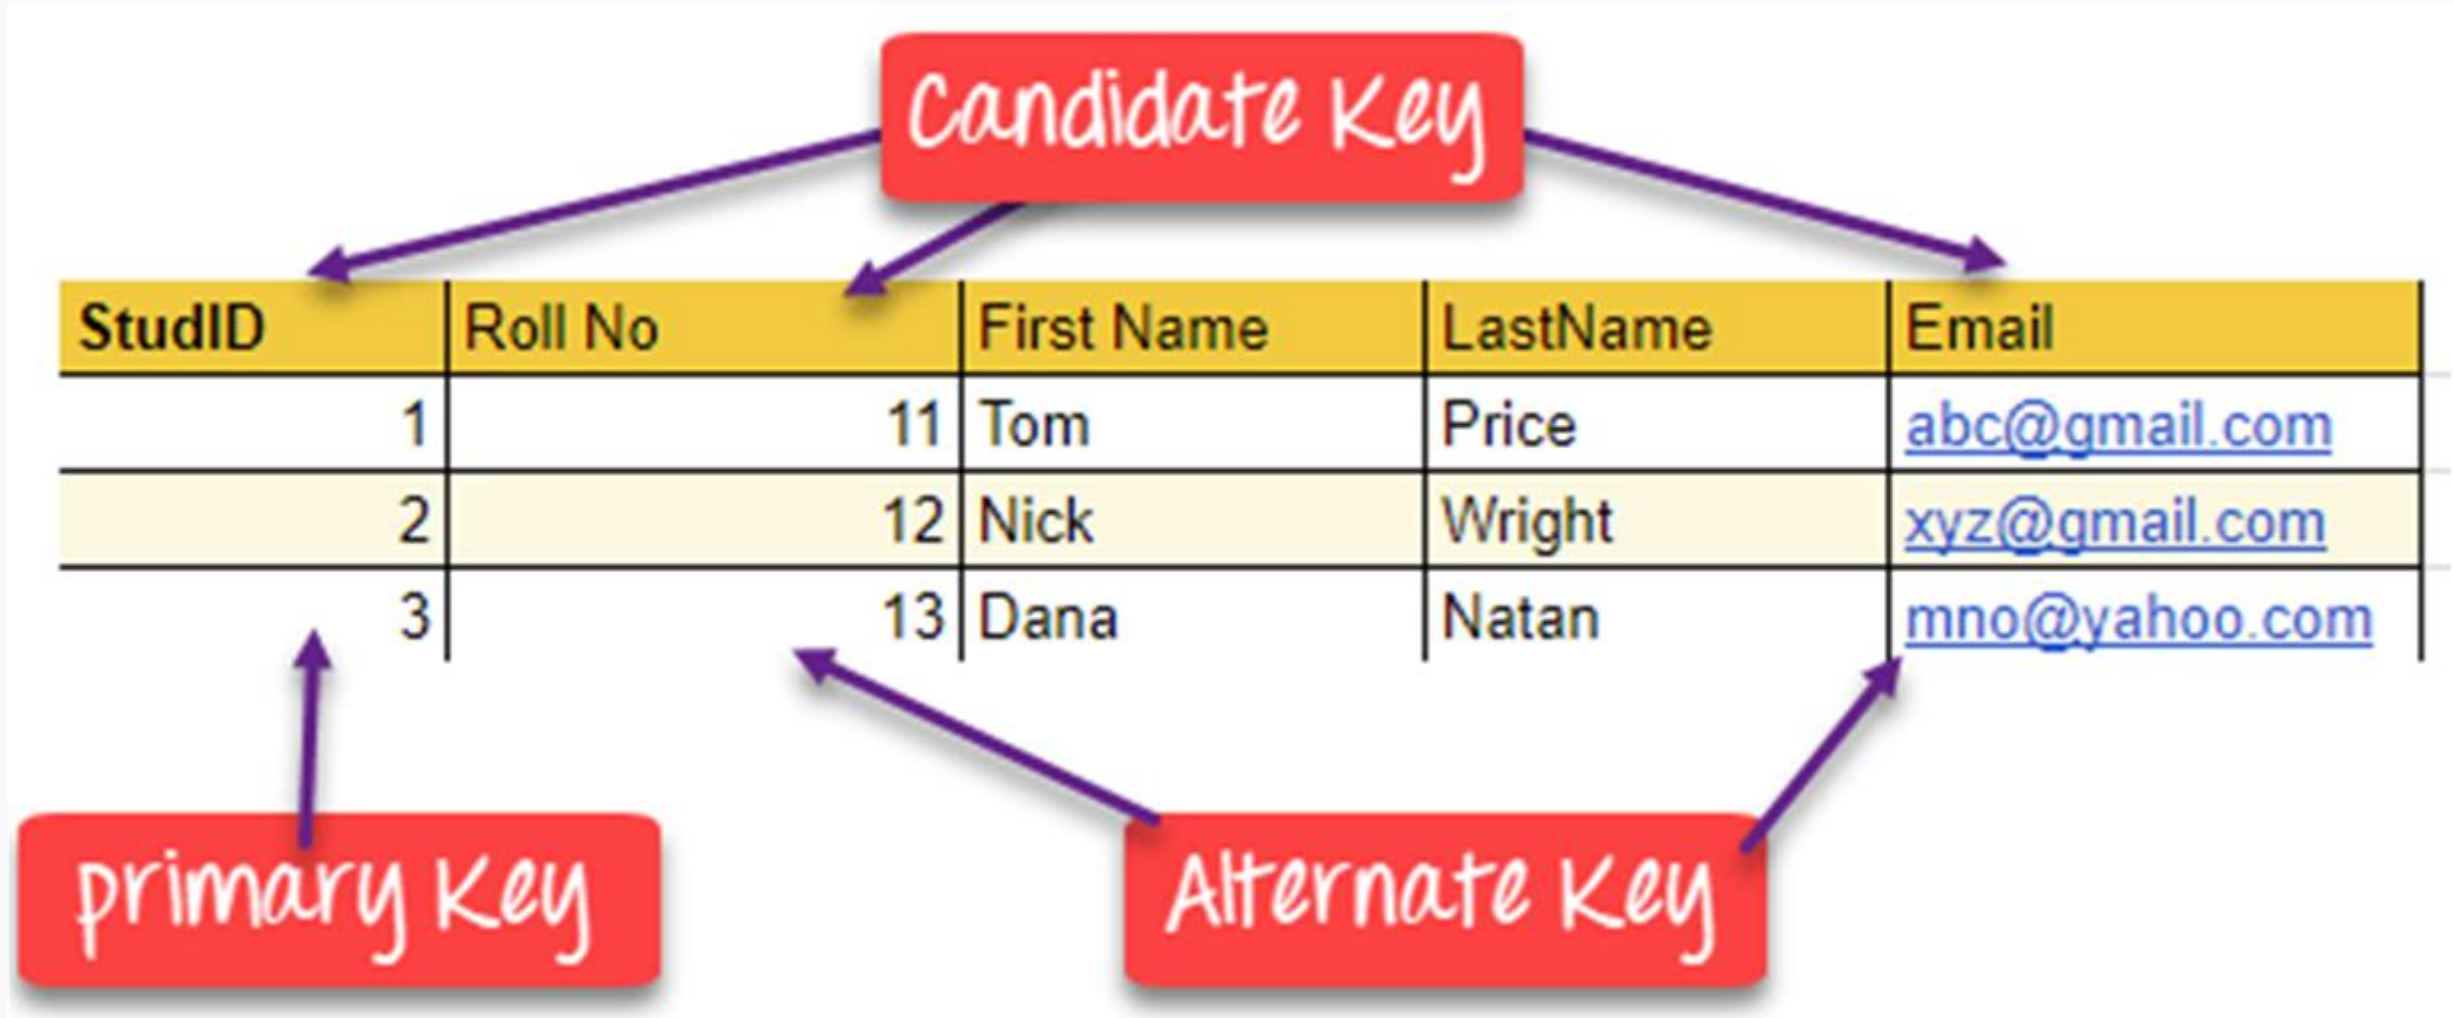 Candidate Key
StudID Roll No First Name LastName Email
1 11 Tom Price abc@gmail.com
2 12 Nick Wright xyz@gmail.com
3 13 Dana Natan mno@yahoo.com
primary Key
Alternate Key